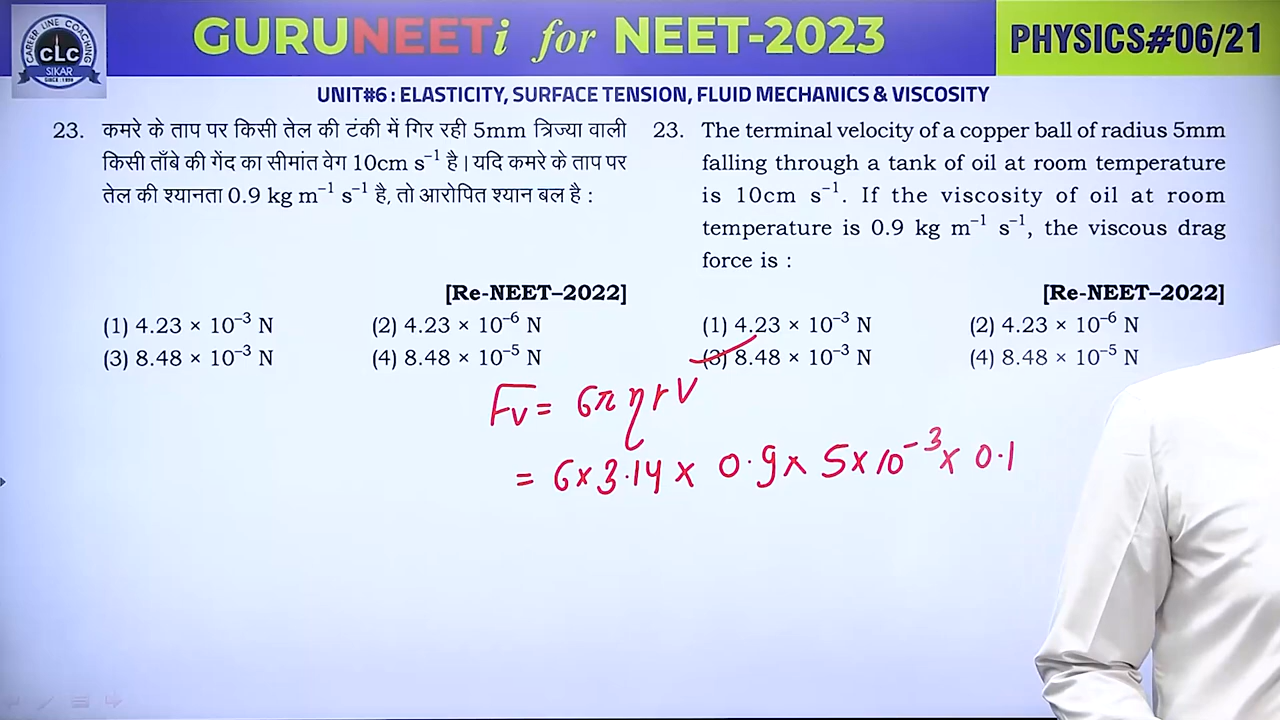 GURUNEETi for NEET-2023
PHYSICS#06/21
CAREER LINE COACHING
CLC
SIKAR
SINCE : 1996
UNIT#6 : ELASTICITY, SURFACE TENSION, FLUID MECHANICS & VISCOSITY
23. कमरे के ताप पर किसी तेल की टंकी में गिर रही 5mm त्रिज्या वाली
किसी ताँबे की गेंद का सीमांत वेग 10cm s⁻¹ है। यदि कमरे के ताप पर
तेल की श्यानता 0.9 kg m⁻¹ s⁻¹ है, तो आरोपित श्यान बल है :
[Re-NEET–2022]
(1) 4.23 × 10⁻³ N (2) 4.23 × 10⁻⁶ N
(3) 8.48 × 10⁻³ N (4) 8.48 × 10⁻⁵ N
23. The terminal velocity of a copper ball of radius 5mm
falling through a tank of oil at room temperature
is 10cm s⁻¹. If the viscosity of oil at room
temperature is 0.9 kg m⁻¹ s⁻¹, the viscous drag
force is :
[Re-NEET–2022]
(1) 4.23 × 10⁻³ N (2) 4.23 × 10⁻⁶ N
(3) 8.48 × 10⁻³ N (4) 8.48 × 10⁻⁵ N
Fv = 6π η r V
= 6×3.14 × 0.9 × 5×10⁻³ × 0.1